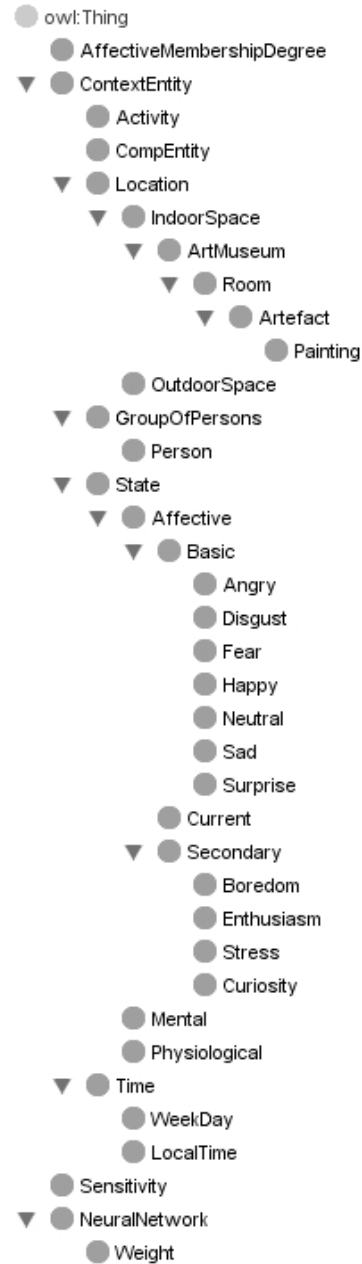 owl:Thing
AffectiveMembershipDegree
ContextEntity
Activity
CompEntity
Location
IndoorSpace
ArtMuseum
Room
Artefact
Painting
OutdoorSpace
GroupOfPersons
Person
State
Affective
Basic
Angry
Disgust
Fear
Happy
Neutral
Sad
Surprise
Current
Secondary
Boredom
Enthusiasm
Stress
Curiosity
Mental
Physiological
Time
WeekDay
LocalTime
Sensitivity
NeuralNetwork
Weight